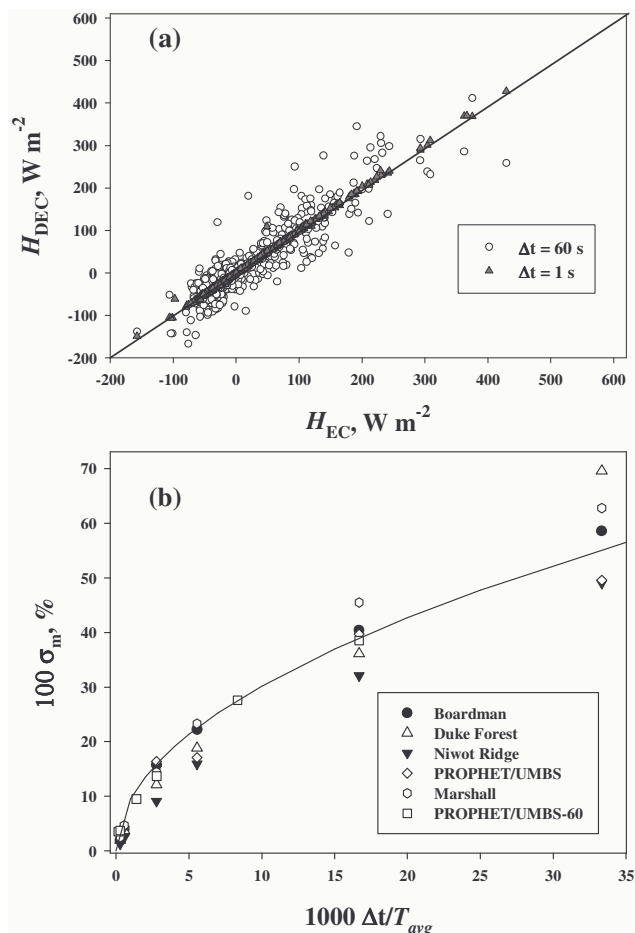 (a)
600
500
400
300
200
100
0
-100
-200
H_DEC, W m⁻²
Δt = 60 s
Δt = 1 s
-200 -100 0 100 200 300 400 500 600
H_EC, W m⁻²
(b)
70
60
50
40
30
20
10
0
100 σ_m, %
Boardman
Duke Forest
Niwot Ridge
PROPHET/UMBS
Marshall
PROPHET/UMBS-60
0 5 10 15 20 25 30 35
1000 Δt/T_avg